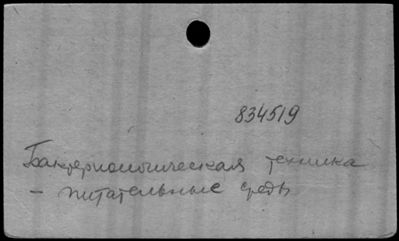 834519
Бактериологическая техника
— питательные среды